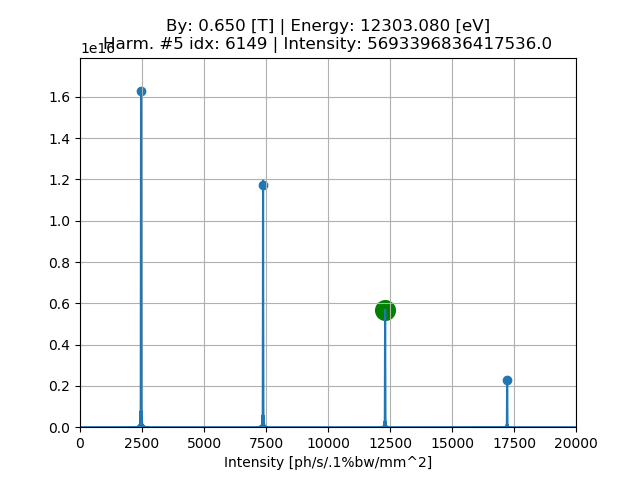 By: 0.650 [T] | Energy: 12303.080 [eV]
Harm. #5 idx: 6149 | Intensity: 5693396836417536.0
1e16
1.6
1.4
1.2
1.0
0.8
0.6
0.4
0.2
0.0
0 2500 5000 7500 10000 12500 15000 17500 20000
Intensity [ph/s/.1%bw/mm^2]